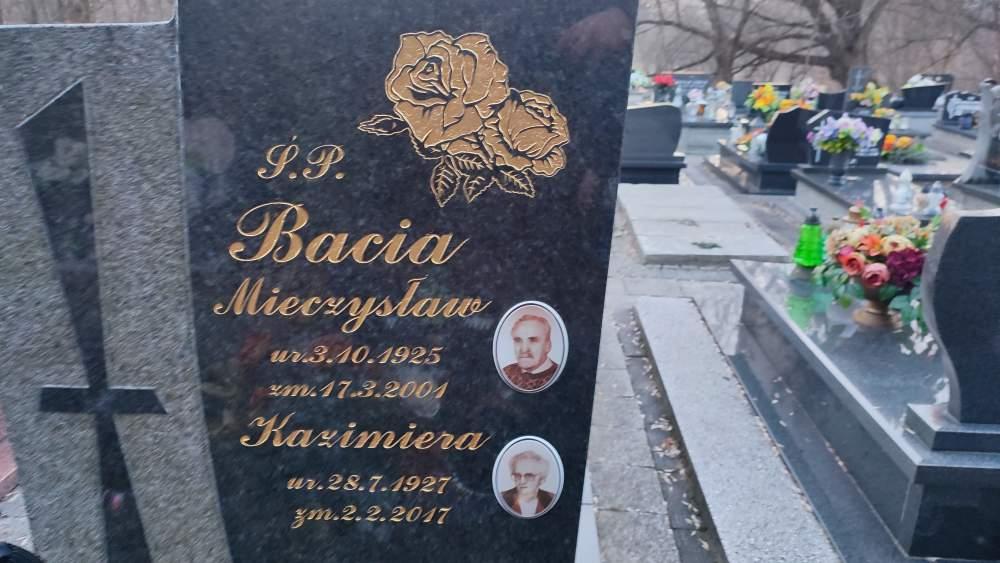 Ś.P.
Bacia
Mieczysław
ur.3.10.1925
zm.17.3.2001
Kazimiera
ur.28.7.1927
zm.2.2.2017